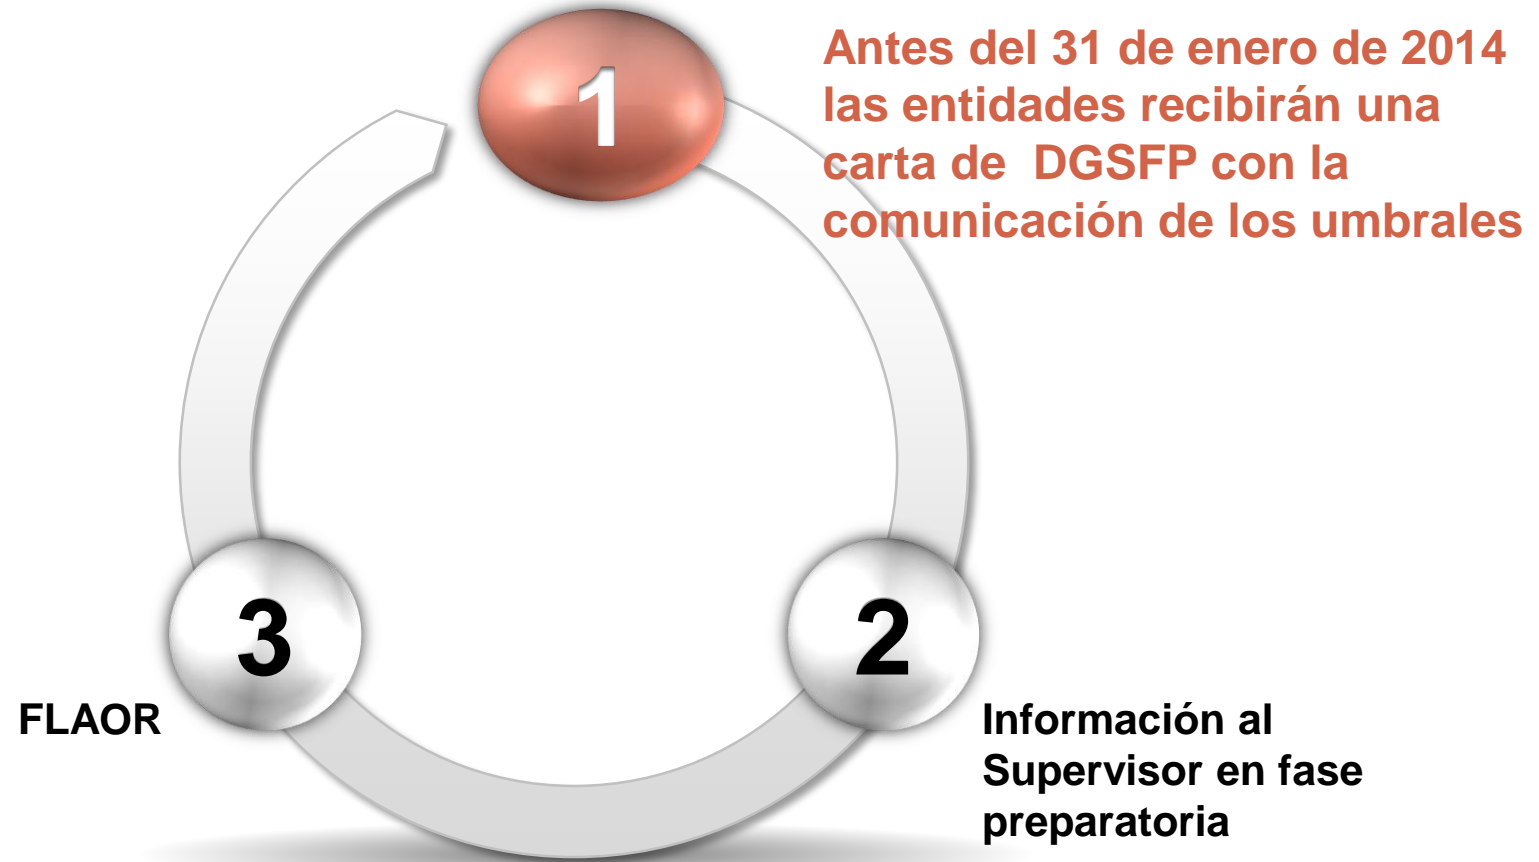 1
Antes del 31 de enero de 2014
las entidades recibirán una
carta de  DGSFP con la
comunicación de los umbrales
2
Información al
Supervisor en fase
preparatoria
3
FLAOR